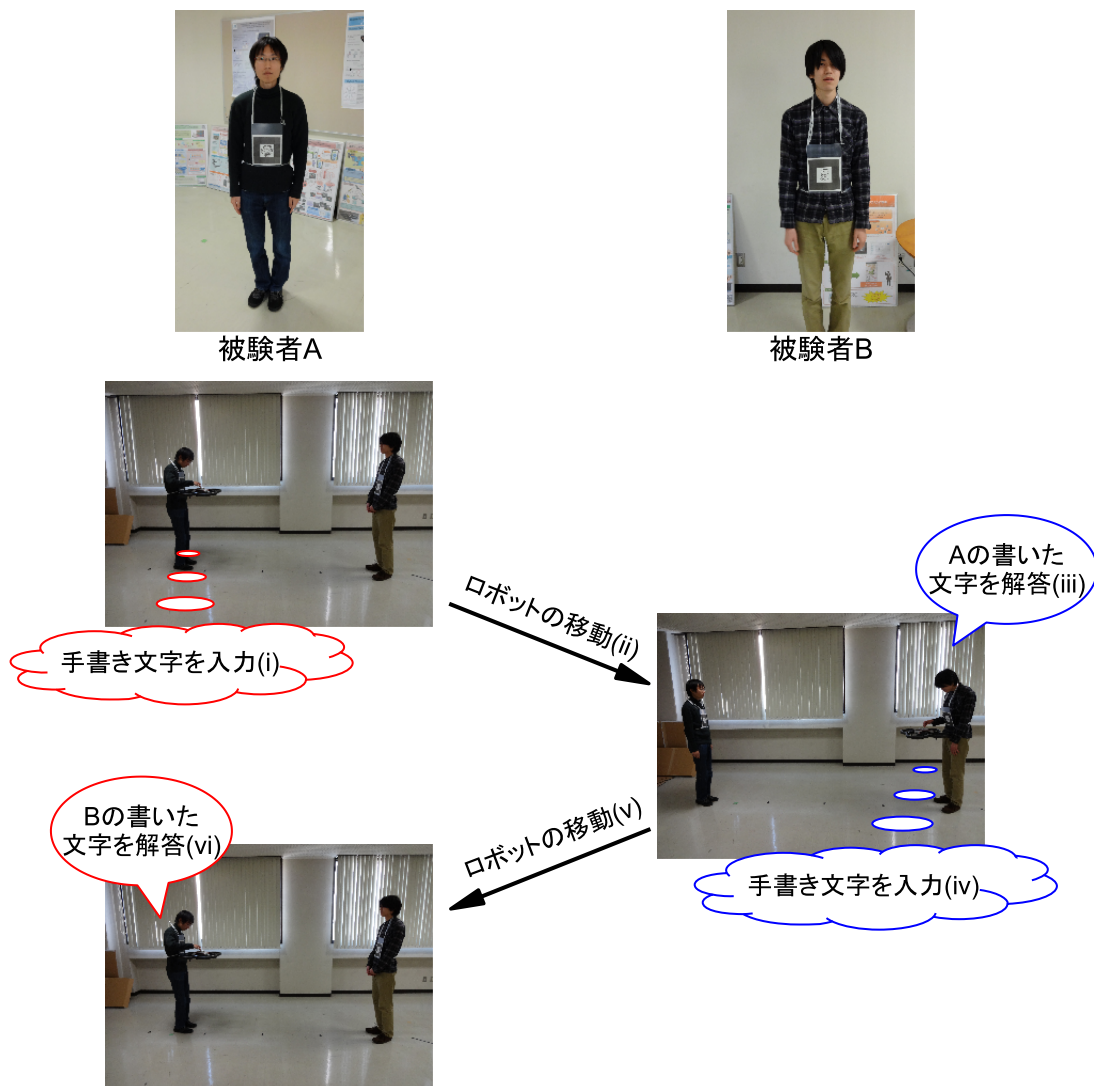 被験者A
被験者B
手書き文字を入力(i)
ロボットの移動(ii)
Aの書いた
文字を解答(iii)
手書き文字を入力(iv)
ロボットの移動(v)
Bの書いた
文字を解答(vi)